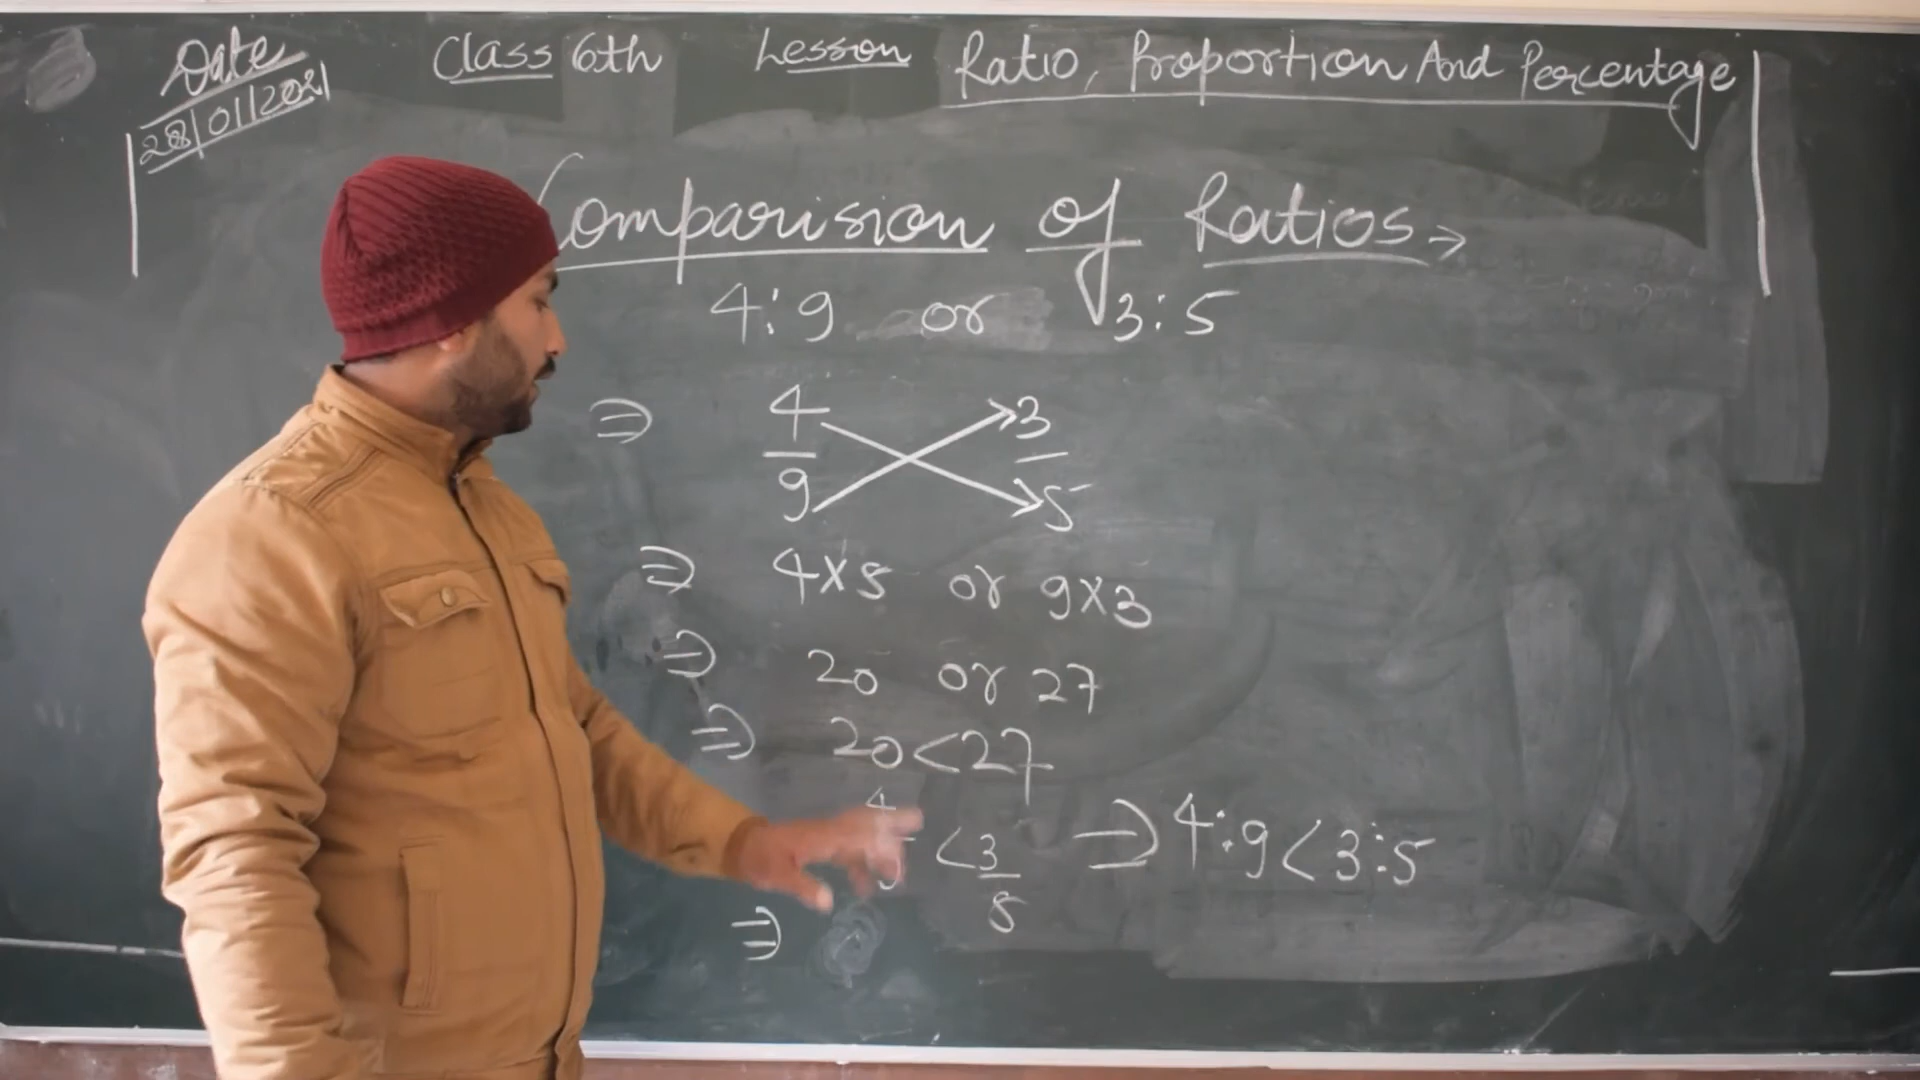 Date Class 6th Lesson Ratio, Proportion And Percentage
28/01/2021
Comparision of Ratios →
4:9 or 3:5
⇒ 4/9 3/5
⇒ 4×5 or 9×3
⇒ 20 or 27
⇒ 20<27
4/ <3/5 ⇒ 4:9<3:5
⇒